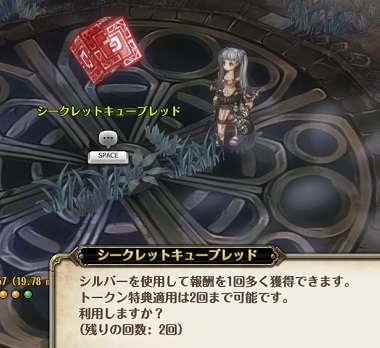 シークレットキューブレッド
SPACE
57 (19.78 m
シークレットキューブレッド
シルバーを使用して報酬を1回多く獲得できます。
トークン特典適用は2回まで可能です。
利用しますか？
(残りの回数: 2回)